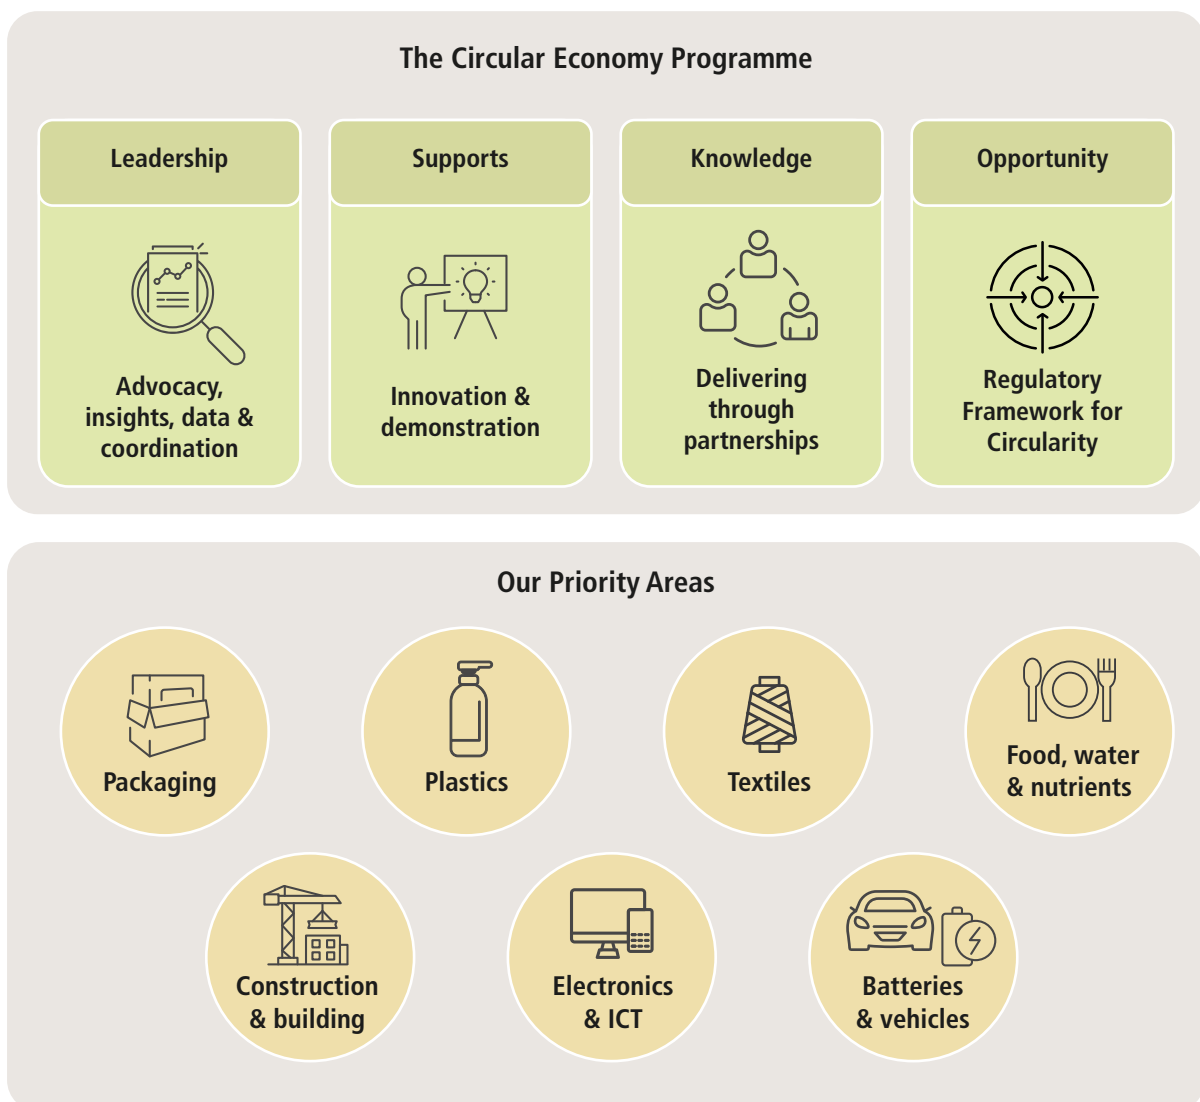 The Circular Economy Programme
Leadership
Supports
Knowledge
Opportunity
Advocacy,
insights, data &
coordination
Innovation &
demonstration
Delivering
through
partnerships
Regulatory
Framework for
Circularity
Our Priority Areas
Packaging
Plastics
Textiles
Food, water
& nutrients
Construction
& building
Electronics
& ICT
Batteries
& vehicles